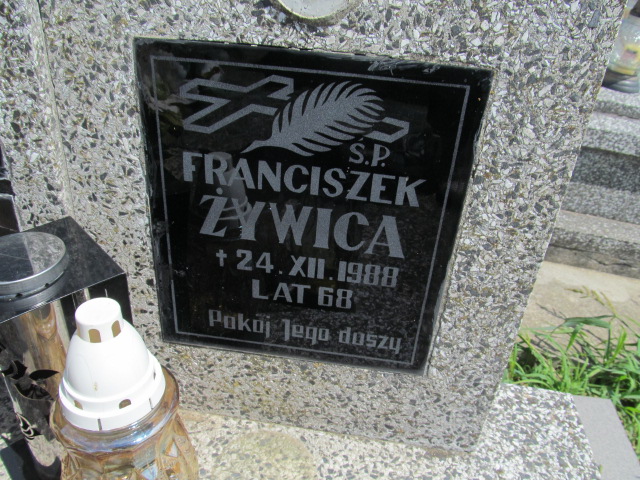 Ś.P.
FRANCISZEK
ŻYWICA
† 24.XII.1988
LAT 68
Pokój Jego duszy